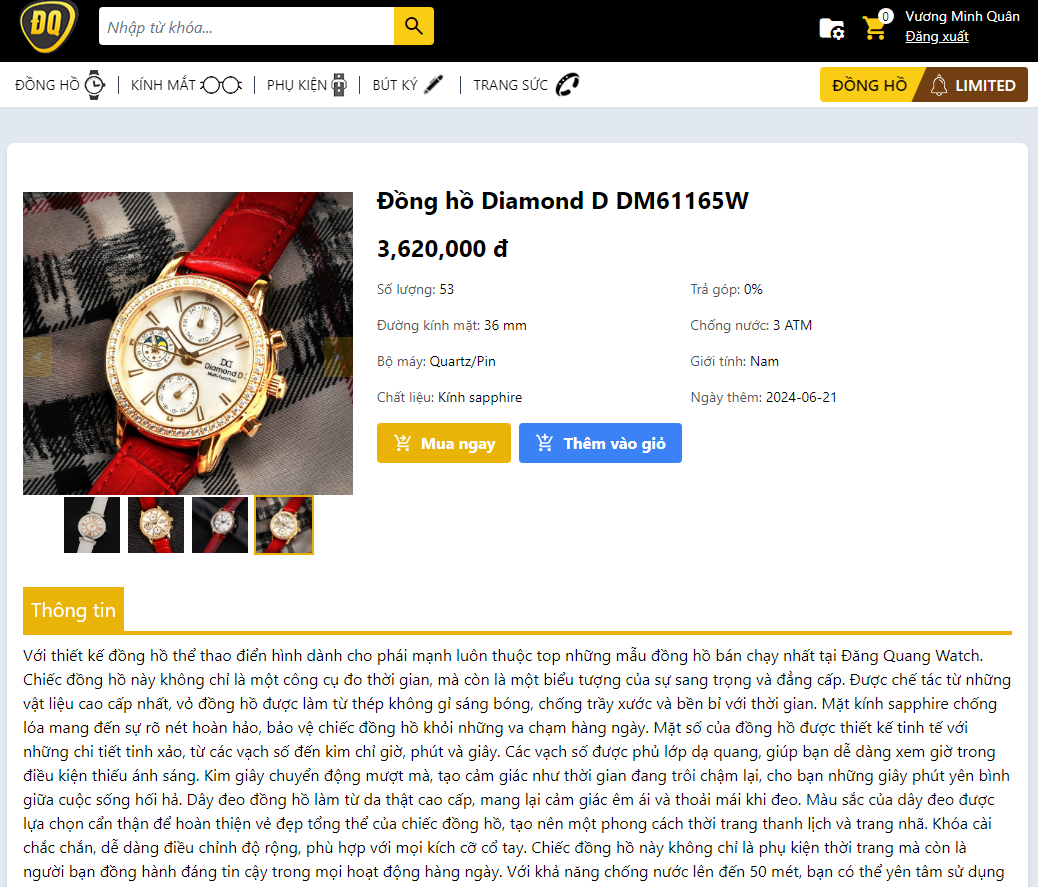 ĐQ
Nhập từ khóa...
0
Vương Minh Quân
Đăng xuất
ĐỒNG HỒ | KÍNH MẮT | PHỤ KIỆN | BÚT KÝ | TRANG SỨC
ĐỒNG HỒ LIMITED
Đồng hồ Diamond D DM61165W
3,620,000 đ
Số lượng: 53
Trả góp: 0%
Đường kính mặt: 36 mm
Chống nước: 3 ATM
Bộ máy: Quartz/Pin
Giới tính: Nam
Chất liệu: Kính sapphire
Ngày thêm: 2024-06-21
Mua ngay
Thêm vào giỏ
Diamond D
Multi-function
Thông tin
Với thiết kế đồng hồ thể thao điển hình dành cho phái mạnh luôn thuộc top những mẫu đồng hồ bán chạy nhất tại Đăng Quang Watch.
Chiếc đồng hồ này không chỉ là một công cụ đo thời gian, mà còn là một biểu tượng của sự sang trọng và đẳng cấp. Được chế tác từ những
vật liệu cao cấp nhất, vỏ đồng hồ được làm từ thép không gỉ sáng bóng, chống trầy xước và bền bỉ với thời gian. Mặt kính sapphire chống
lóa mang đến sự rõ nét hoàn hảo, bảo vệ chiếc đồng hồ khỏi những va chạm hàng ngày. Mặt số của đồng hồ được thiết kế tinh tế với
những chi tiết tinh xảo, từ các vạch số đến kim chỉ giờ, phút và giây. Các vạch số được phủ lớp dạ quang, giúp bạn dễ dàng xem giờ trong
điều kiện thiếu ánh sáng. Kim giây chuyển động mượt mà, tạo cảm giác như thời gian đang trôi chậm lại, cho bạn những giây phút yên bình
giữa cuộc sống hối hả. Dây đeo đồng hồ làm từ da thật cao cấp, mang lại cảm giác êm ái và thoải mái khi đeo. Màu sắc của dây đeo được
lựa chọn cẩn thận để hoàn thiện vẻ đẹp tổng thể của chiếc đồng hồ, tạo nên một phong cách thời trang thanh lịch và trang nhã. Khóa cài
chắc chắn, dễ dàng điều chỉnh độ rộng, phù hợp với mọi kích cỡ cổ tay. Chiếc đồng hồ này không chỉ là phụ kiện thời trang mà còn là
người bạn đồng hành đáng tin cậy trong mọi hoạt động hàng ngày. Với khả năng chống nước lên đến 50 mét, bạn có thể yên tâm sử dụng